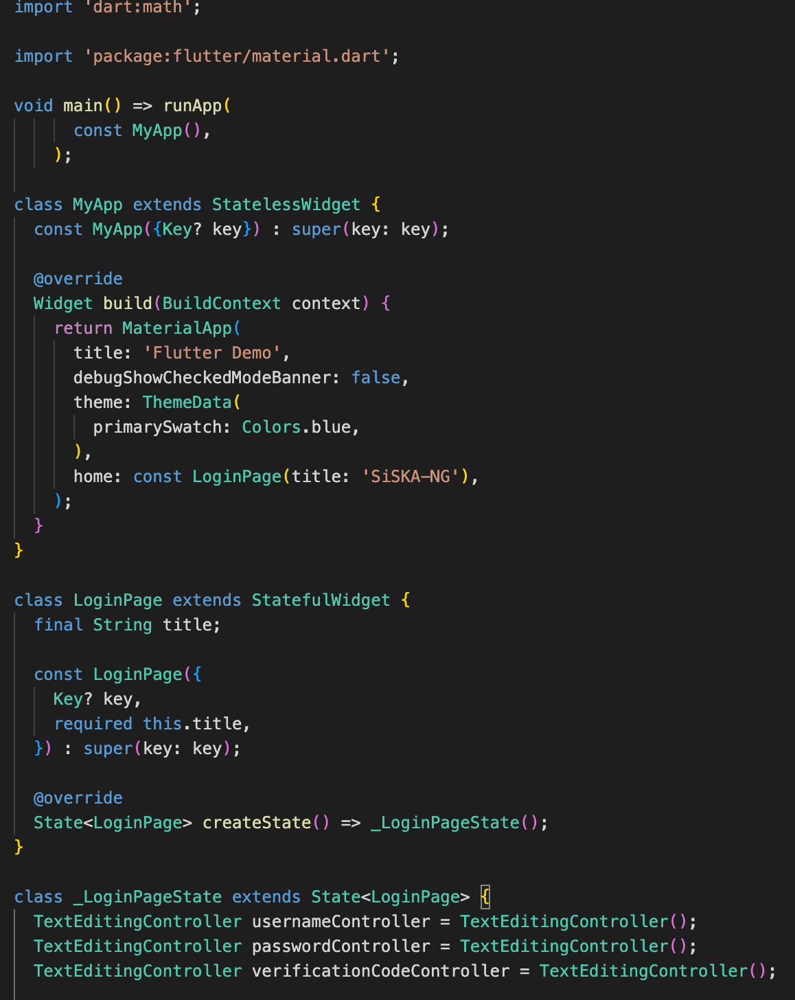 import 'dart:math';
import 'package:flutter/material.dart';
void main() => runApp(
const MyApp(),
);
class MyApp extends StatelessWidget {
const MyApp({Key? key}) : super(key: key);
@override
Widget build(BuildContext context) {
return MaterialApp(
title: 'Flutter Demo',
debugShowCheckedModeBanner: false,
theme: ThemeData(
primarySwatch: Colors.blue,
),
home: const LoginPage(title: 'SiSKA-NG'),
);
}
}
class LoginPage extends StatefulWidget {
final String title;
const LoginPage({
Key? key,
required this.title,
}) : super(key: key);
@override
State<LoginPage> createState() => _LoginPageState();
}
class _LoginPageState extends State<LoginPage> {
TextEditingController usernameController = TextEditingController();
TextEditingController passwordController = TextEditingController();
TextEditingController verificationCodeController = TextEditingController();